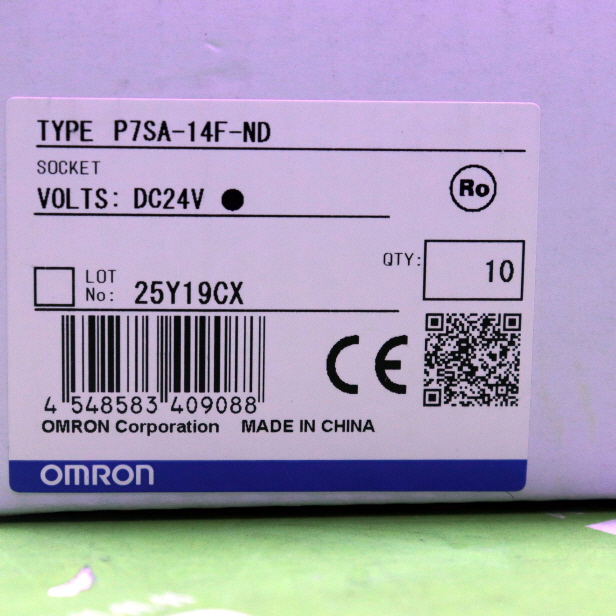 TYPE P7SA-14F-ND
SOCKET
VOLTS: DC24V ●
Ro
QTY: 10
LOT No: 25Y19CX
4 548583 409088
CE
OMRON Corporation MADE IN CHINA
OMRON